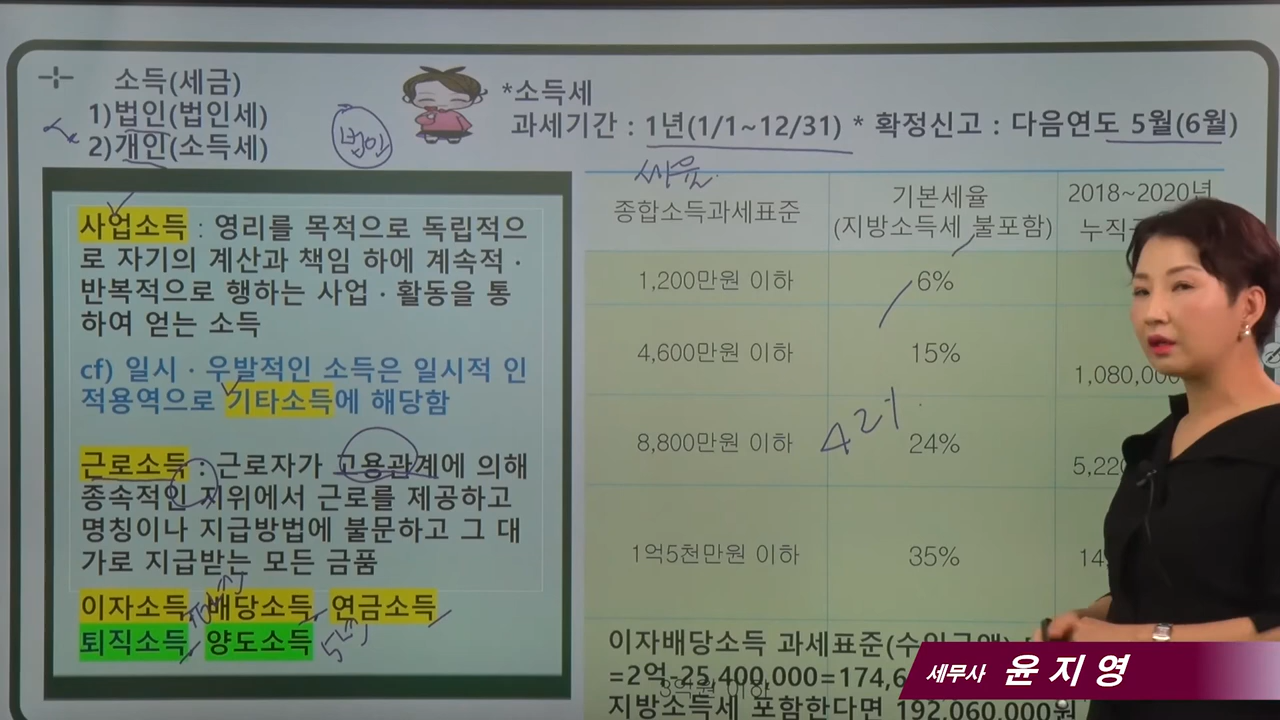 소득(세금)
1)법인(법인세)
2)개인(소득세)
법인
*소득세
과세기간 : 1년(1/1~12/31) * 확정신고 : 다음연도 5월(6월)
사업소득 : 영리를 목적으로 독립적으
로 자기의 계산과 책임 하에 계속적 ·
반복적으로 행하는 사업 · 활동을 통
하여 얻는 소득
cf) 일시 · 우발적인 소득은 일시적 인
적용역으로 기타소득에 해당함
근로소득 : 근로자가 고용관계에 의해
종속적인 지위에서 근로를 제공하고
명칭이나 지급방법에 불문하고 그 대
가로 지급받는 모든 금품
이자소득 배당소득 연금소득
퇴직소득 양도소득
세율
종합소득과세표준
기본세율
(지방소득세 불포함)
2018~2020년
1,200만원 이하
6%
4,600만원 이하
15%
1,080,000
8,800만원 이하
24%
42%
1억5천만원 이하
35%
3억원 이하
이자배당소득 과세표준(수입금액)
=2억-25,400,000=174,6
지방소득세 포함한다면 192,060,000원
세무사 윤지영